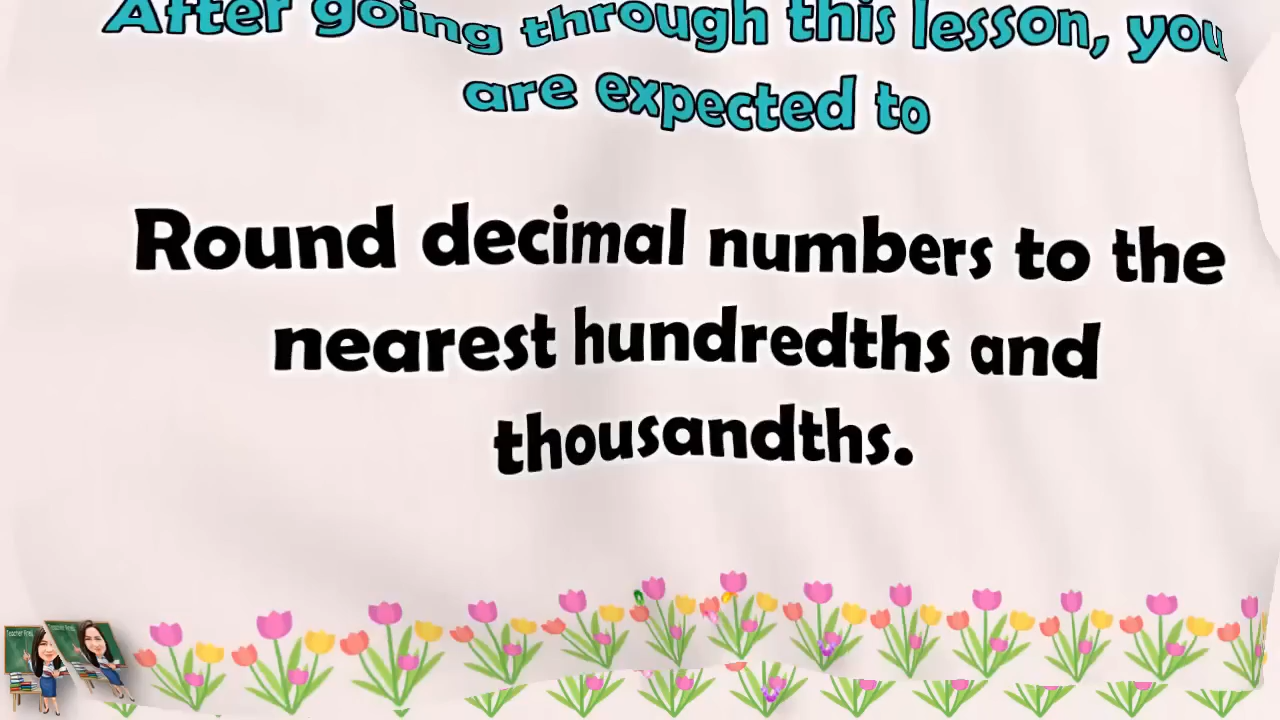 After going through this lesson, you
are expected to
Round decimal numbers to the
nearest hundredths and
thousandths.